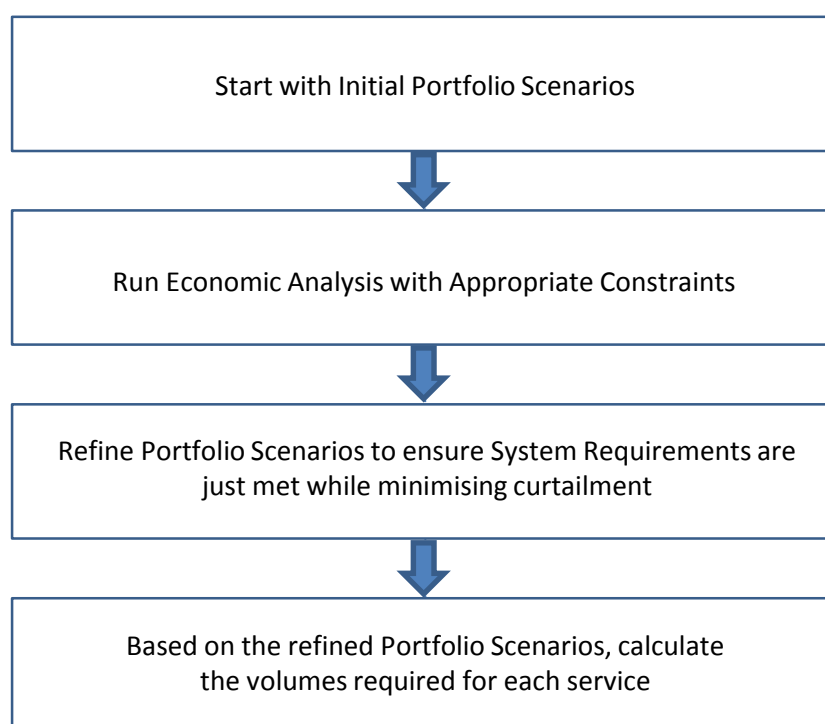 Start with Initial Portfolio Scenarios
Run Economic Analysis with Appropriate Constraints
Refine Portfolio Scenarios to ensure System Requirements are
just met while minimising curtailment
Based on the refined Portfolio Scenarios, calculate
the volumes required for each service